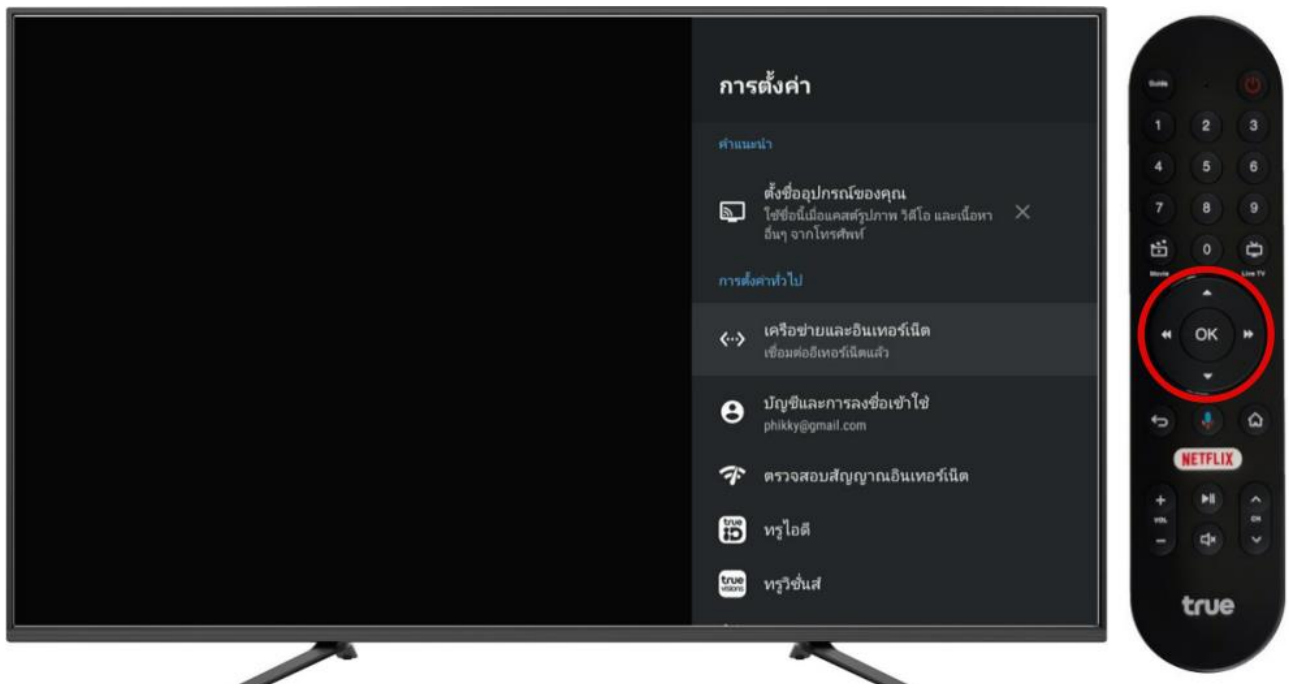 การตั้งค่า
คำแนะนำ
ตั้งชื่ออุปกรณ์ของคุณ
ใช้ชื่อนี้เมื่อแคสต์รูปภาพ วิดีโอ และเนื้อหา
อื่นๆ จากโทรศัพท์
การตั้งค่าทั่วไป
เครือข่ายและอินเทอร์เน็ต
เชื่อมต่ออีเทอร์เน็ตแล้ว
บัญชีและการลงชื่อเข้าใช้
phikky@gmail.com
ตรวจสอบสัญญาณอินเทอร์เน็ต
true iD ทรูไอดี
true visions ทรูวิชั่นส์
Guide
1 2 3
4 5 6
7 8 9
0
Movie Live TV
OK
NETFLIX
+
VOL CH
-
true